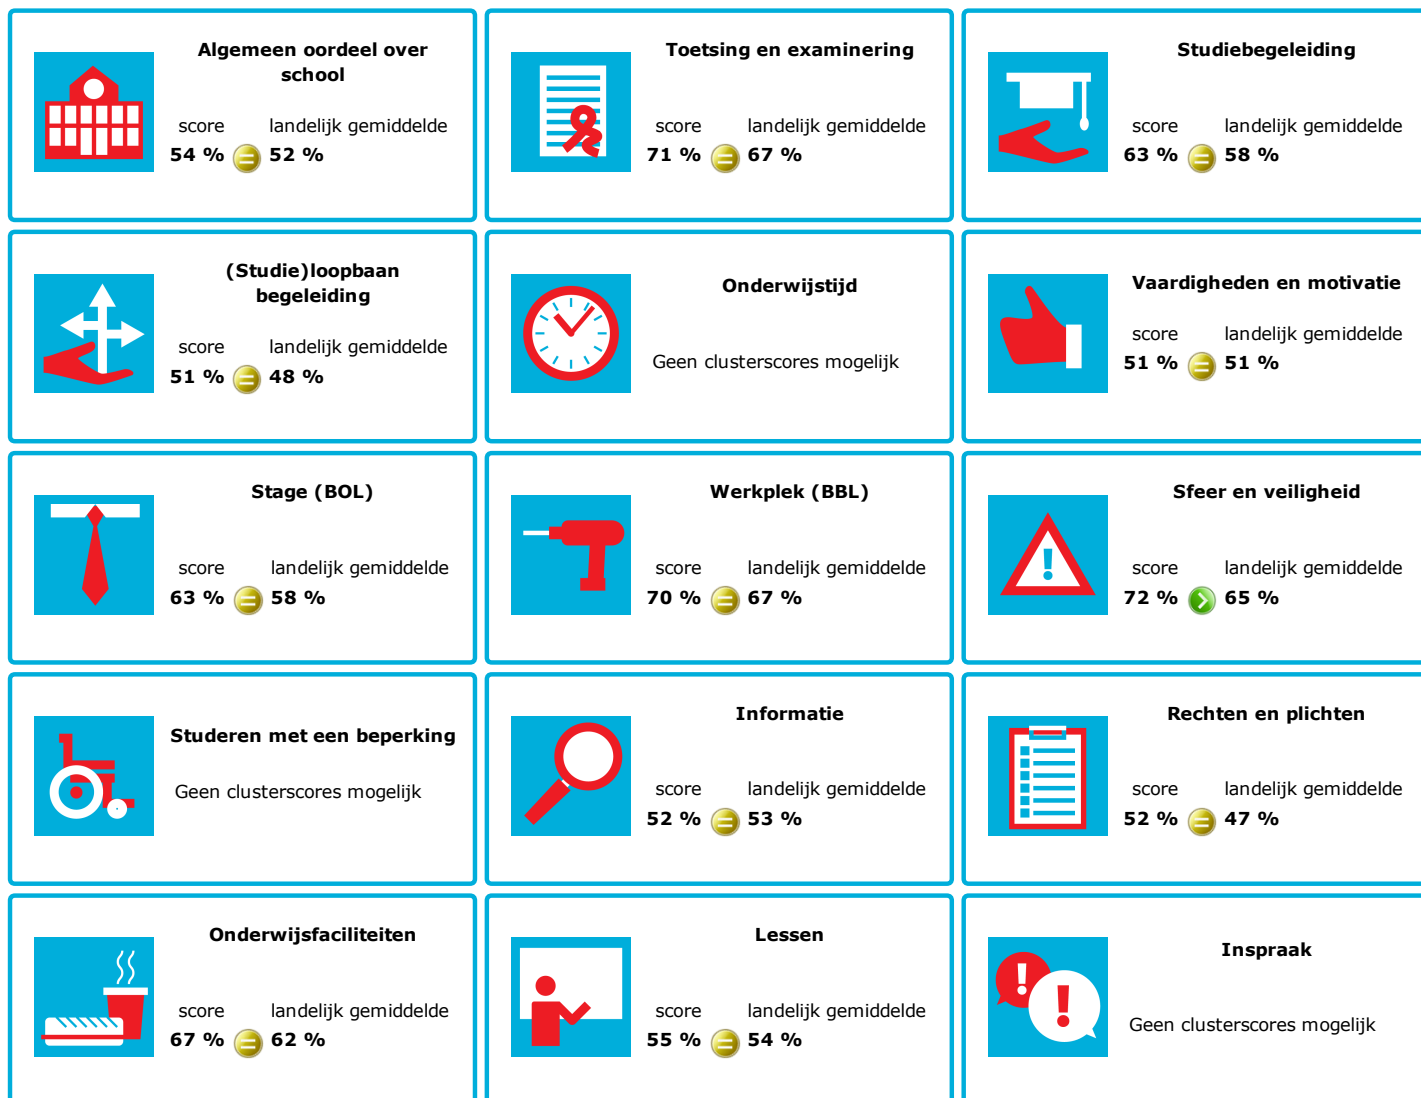 Algemeen oordeel over
school
score landelijk gemiddelde
54 % = 52 %
Toetsing en examinering
score landelijk gemiddelde
71 % = 67 %
Studiebegeleiding
score landelijk gemiddelde
63 % = 58 %
(Studie)loopbaan
begeleiding
score landelijk gemiddelde
51 % = 48 %
Onderwijstijd
Geen clusterscores mogelijk
Vaardigheden en motivatie
score landelijk gemiddelde
51 % = 51 %
Stage (BOL)
score landelijk gemiddelde
63 % = 58 %
Werkplek (BBL)
score landelijk gemiddelde
70 % = 67 %
Sfeer en veiligheid
!
score landelijk gemiddelde
72 % > 65 %
Studeren met een beperking
Geen clusterscores mogelijk
Informatie
score landelijk gemiddelde
52 % = 53 %
Rechten en plichten
score landelijk gemiddelde
52 % = 47 %
Onderwijsfaciliteiten
score landelijk gemiddelde
67 % = 62 %
Lessen
score landelijk gemiddelde
55 % = 54 %
Inspraak
! !
Geen clusterscores mogelijk